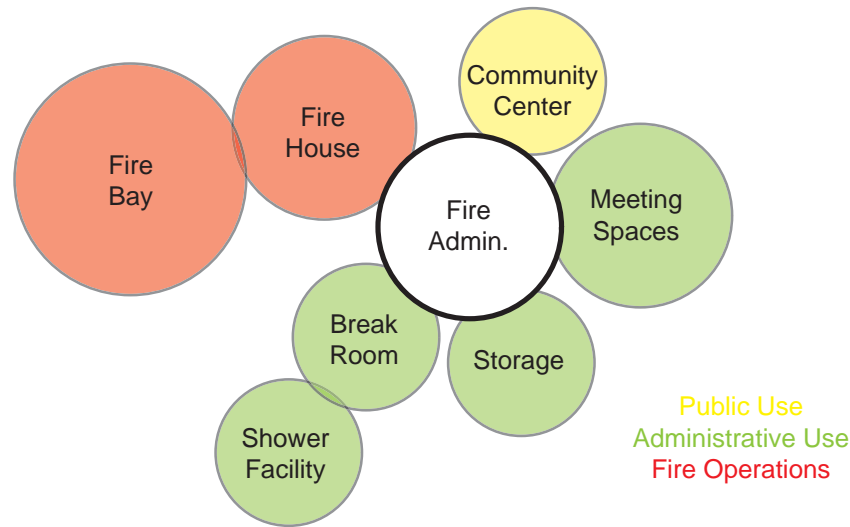 Community
Center
Fire
House
Fire
Bay
Meeting
Spaces
Fire
Admin.
Break
Room
Storage
Shower
Facility
Public Use
Administrative Use
Fire Operations